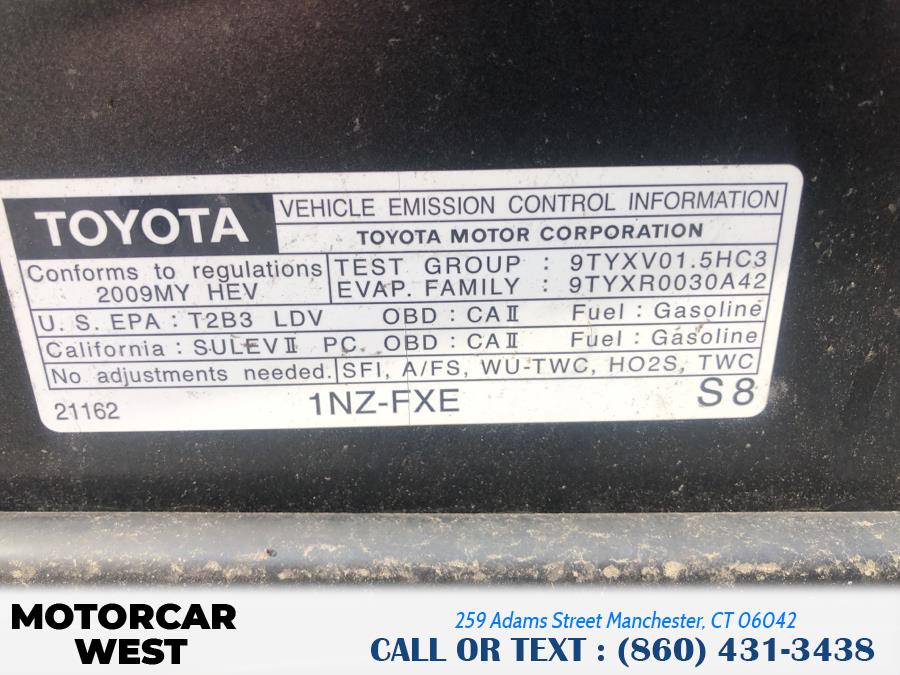 TOYOTA
VEHICLE EMISSION CONTROL INFORMATION
TOYOTA MOTOR CORPORATION
Conforms to regulations
2009MY HEV
TEST GROUP : 9TYXV01.5HC3
EVAP. FAMILY : 9TYXR0030A42
U. S. EPA : T2B3 LDV OBD : CAⅡ Fuel : Gasoline
California : SULEVⅡ PC. OBD : CAⅡ Fuel : Gasoline
No adjustments needed. SFI, A/FS, WU-TWC, HO2S, TWC
21162 1NZ-FXE S8
MOTORCAR
WEST
259 Adams Street Manchester, CT 06042
CALL OR TEXT : (860) 431-3438